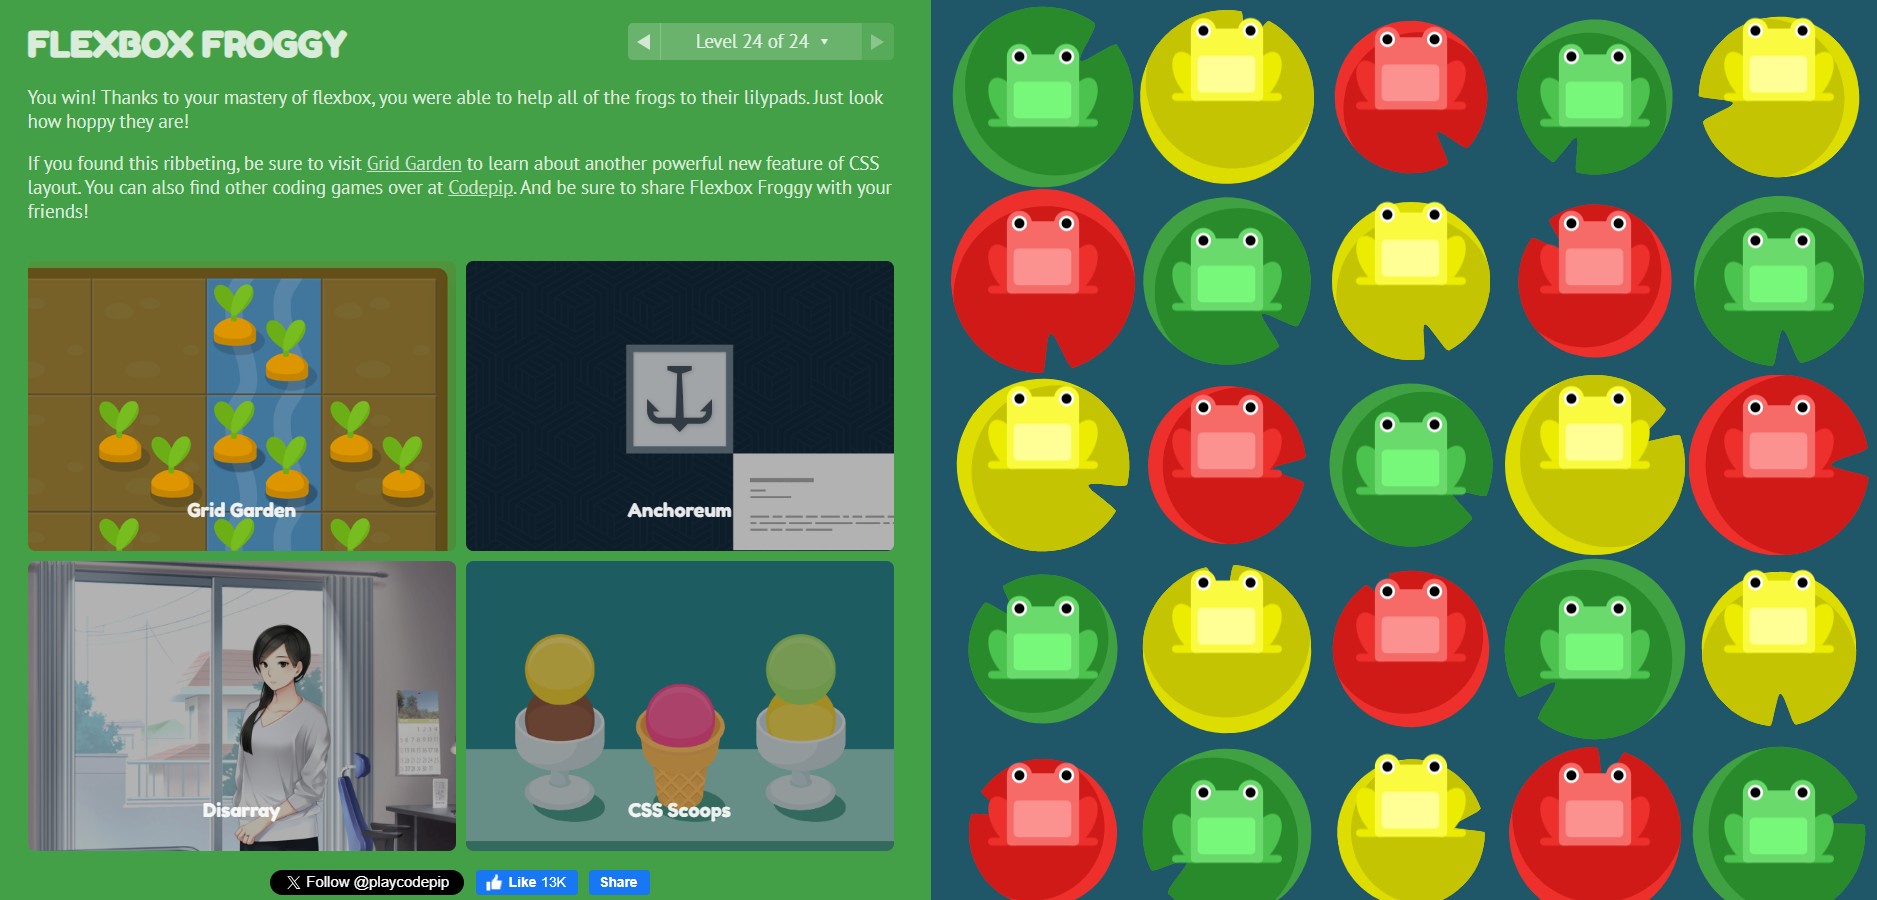 FLEXBOX FROGGY
Level 24 of 24
You win! Thanks to your mastery of flexbox, you were able to help all of the frogs to their lilypads. Just look
how hoppy they are!
If you found this ribbeting, be sure to visit Grid Garden to learn about another powerful new feature of CSS
layout. You can also find other coding games over at Codepip. And be sure to share Flexbox Froggy with your
friends!
Grid Garden
Anchoreum
Disarray
CSS Scoops
Follow @playcodepip
Like 13K
Share